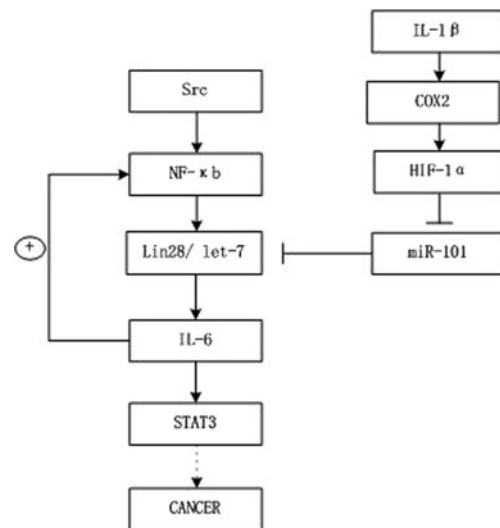 IL-1β
COX2
HIF-1α
miR-101
Src
NF-κb
Lin28/ let-7
IL-6
STAT3
CANCER
+